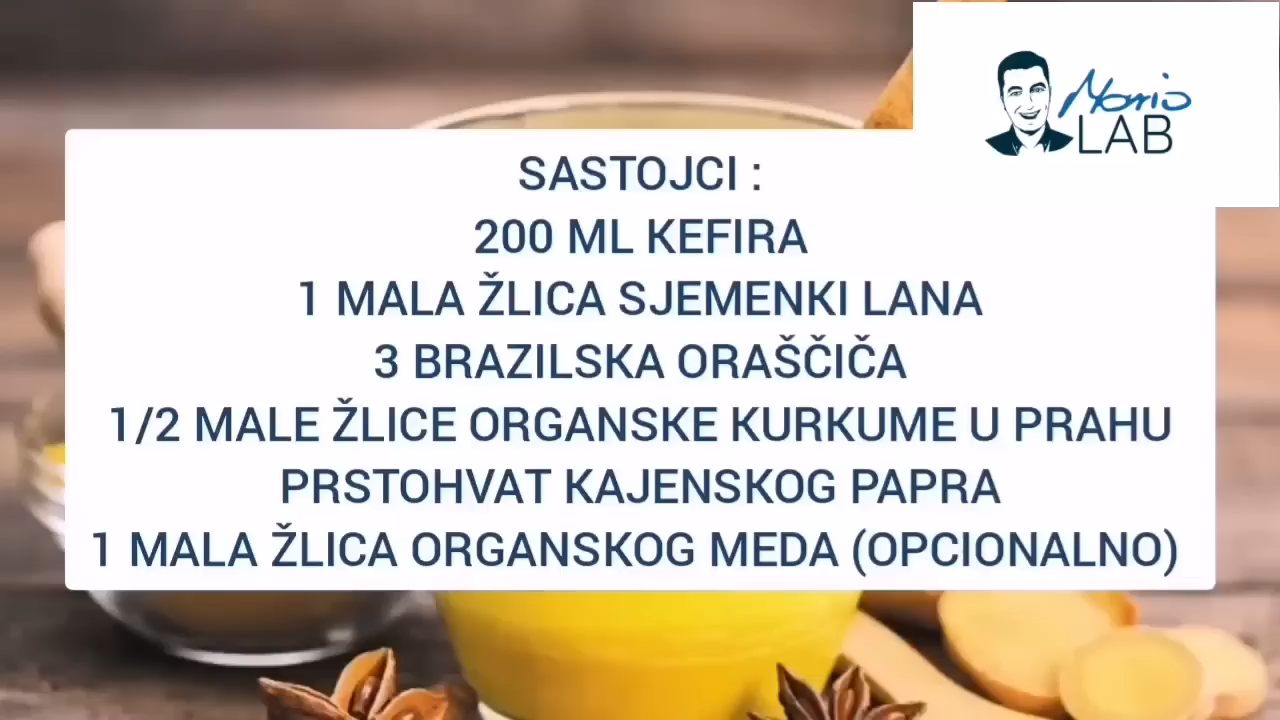 Mario
LAB
SASTOJCI :
200 ML KEFIRA
1 MALA ŽLICA SJEMENKI LANA
3 BRAZILSKA ORAŠČIČA
1/2 MALE ŽLICE ORGANSKE KURKUME U PRAHU
PRSTOHVAT KAJENSKOG PAPRA
1 MALA ŽLICA ORGANSKOG MEDA (OPCIONALNO)